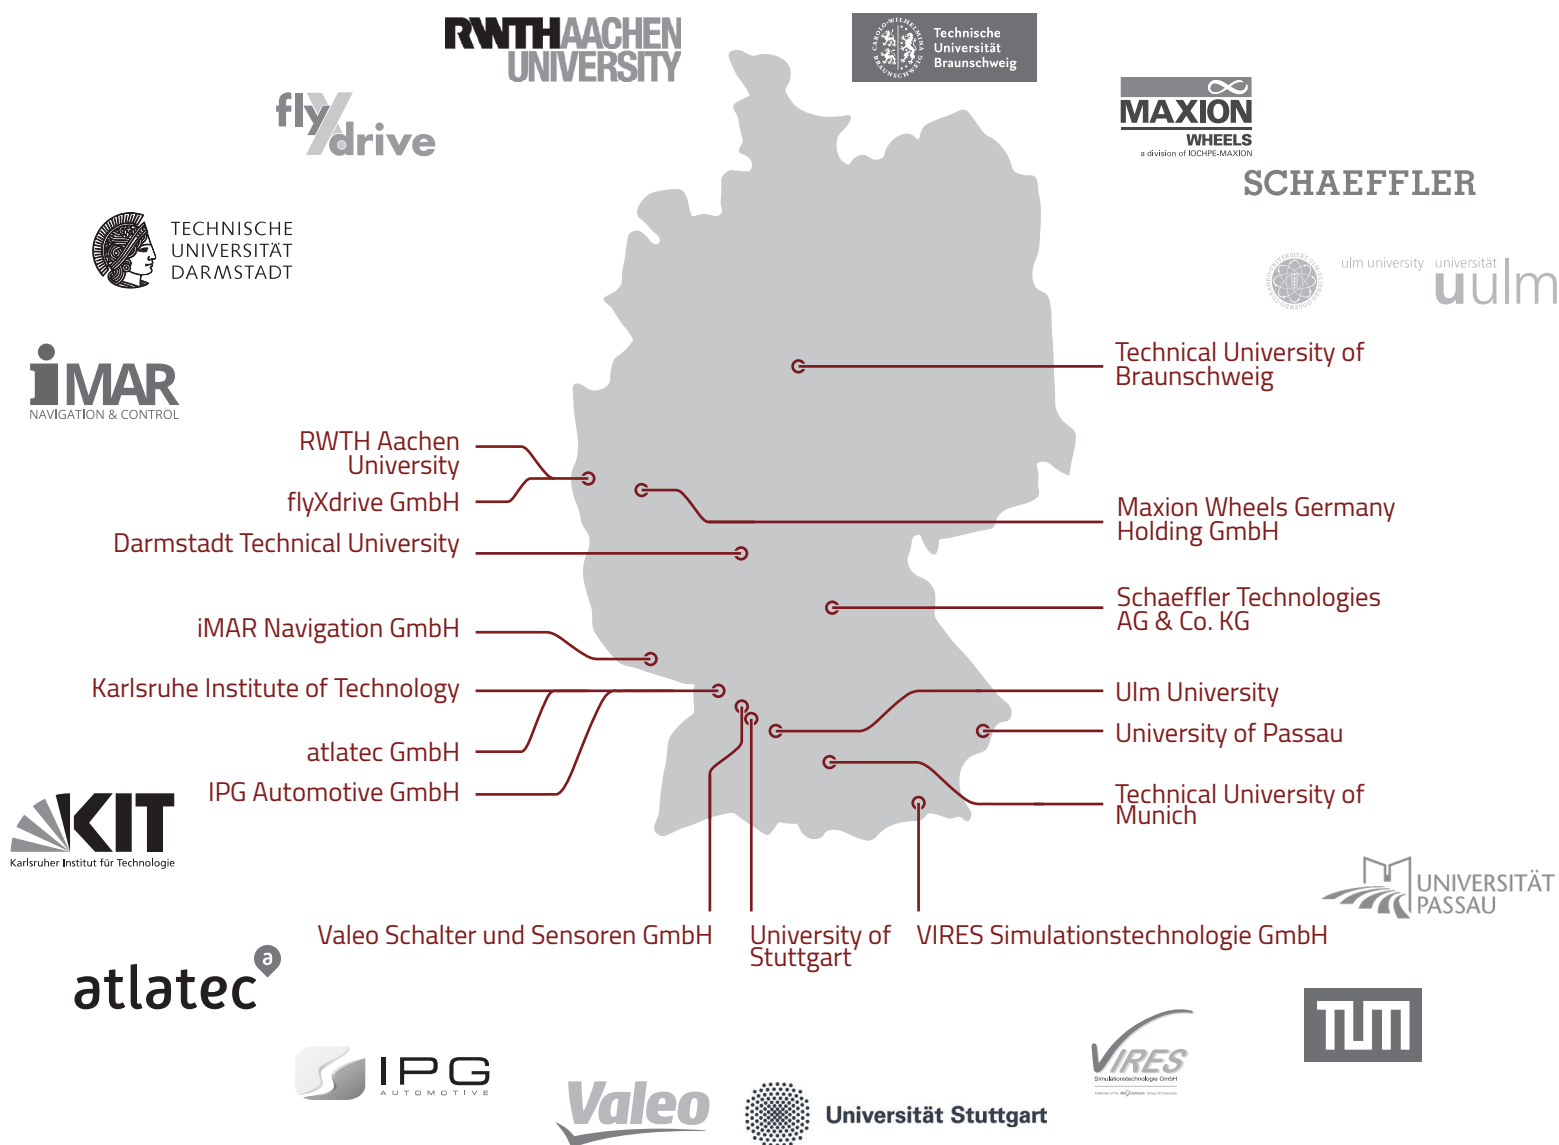 RWTHAACHEN
UNIVERSITY
Technische
Universität
Braunschweig
CAROLO-WILHELMINA
BRAUNSCHWEIG
flyXdrive
MAXION
WHEELS
a division of IOCHPE-MAXION
SCHAEFFLER
TECHNISCHE
UNIVERSITÄT
DARMSTADT
ulm university universität
uulm
iMAR
NAVIGATION & CONTROL
Technical University of
Braunschweig
RWTH Aachen
University
flyXdrive GmbH
Darmstadt Technical University
Maxion Wheels Germany
Holding GmbH
Schaeffler Technologies
AG & Co. KG
iMAR Navigation GmbH
Karlsruhe Institute of Technology
atlatec GmbH
IPG Automotive GmbH
Ulm University
University of Passau
Technical University of
Munich
KIT
Karlsruher Institut für Technologie
UNIVERSITÄT
PASSAU
Valeo Schalter und Sensoren GmbH
University of
Stuttgart
VIRES Simulationstechnologie GmbH
atlatec a
TUM
VIRES
Simulationstechnologie GmbH
IPG
AUTOMOTIVE
Valeo
Universität Stuttgart